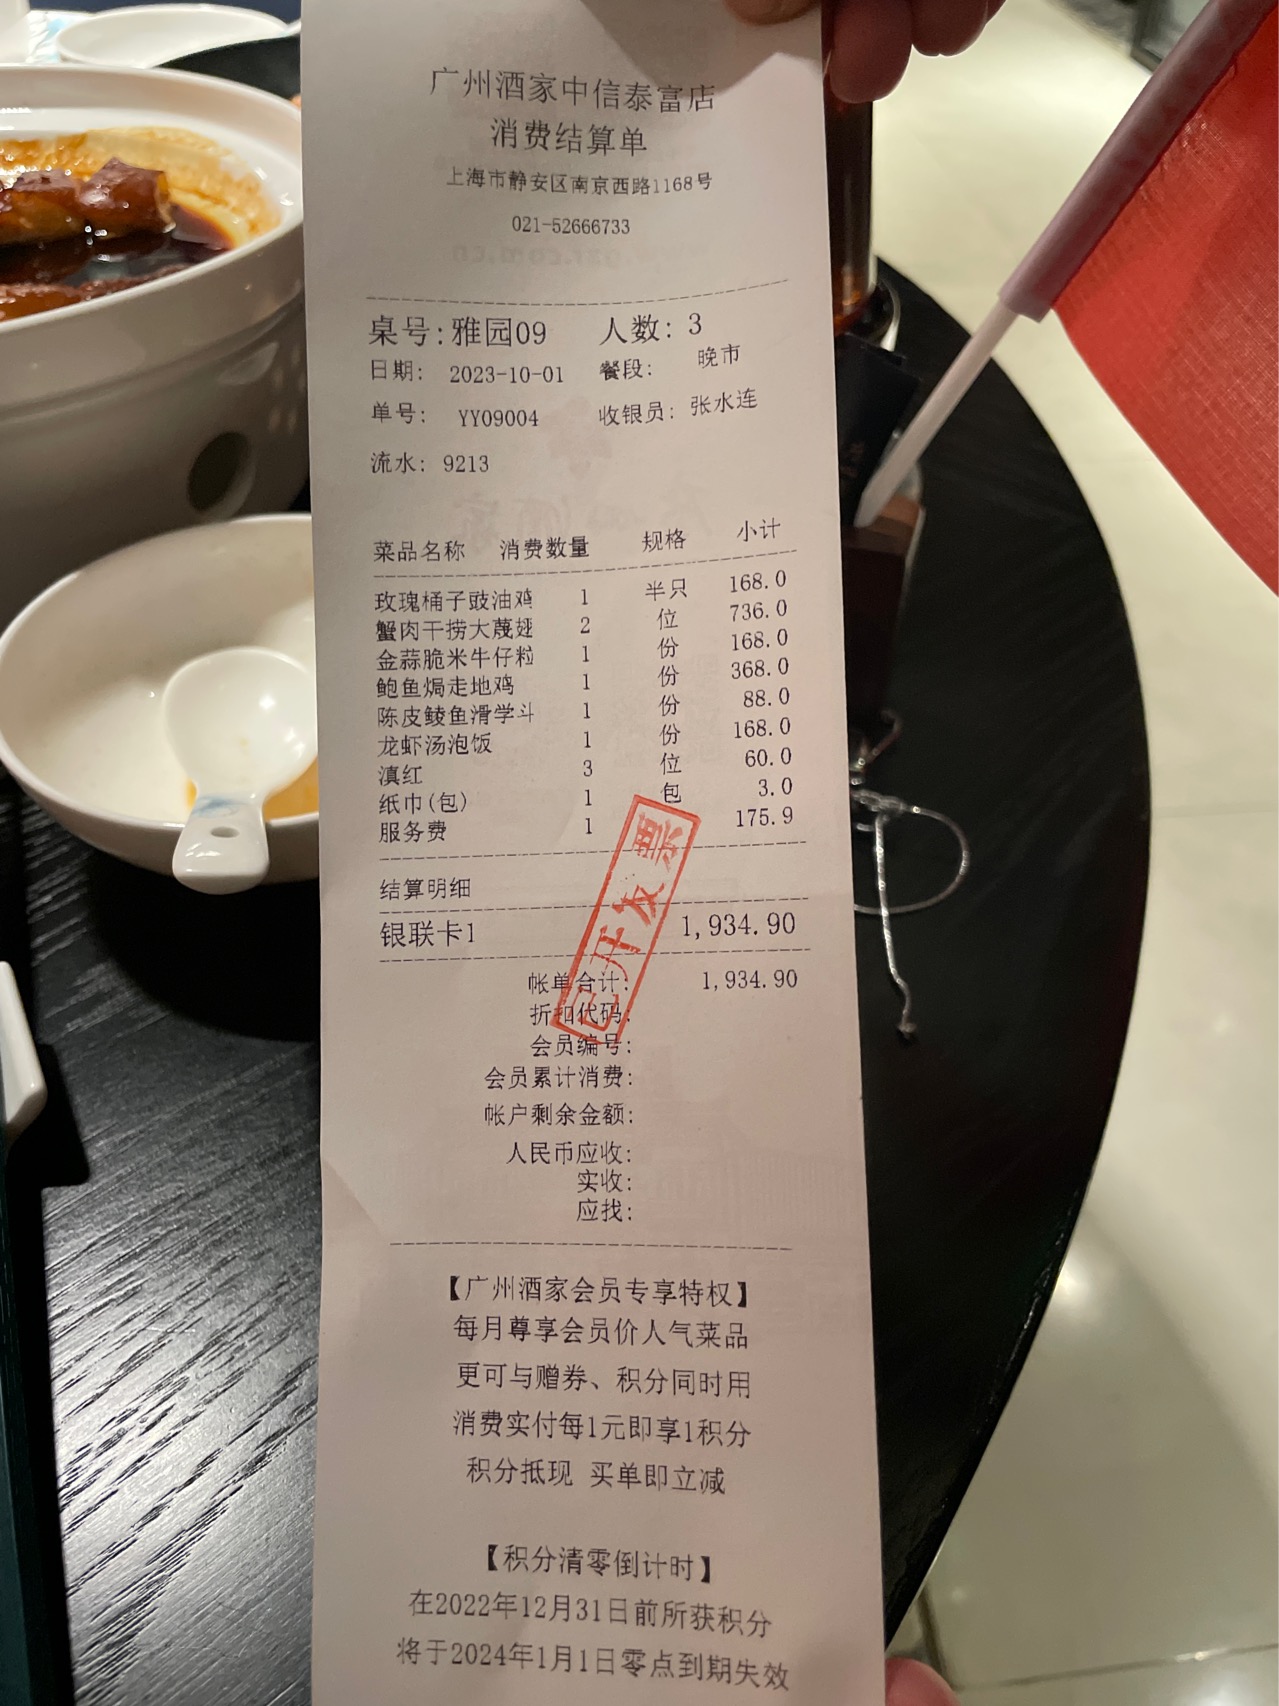 广州酒家中信泰富店
消费结算单
上海市静安区南京西路1168号
021-52666733
桌号:雅园09 人数: 3
日期: 2023-10-01 餐段: 晚市
单号: YY09004 收银员: 张水连
流水: 9213
菜品名称 消费数量 规格 小计
玫瑰桶子豉油鸡 1 半只 168.0
蟹肉干捞大蔑翅 2 位 736.0
金蒜脆米牛仔粒 1 份 168.0
鲍鱼焗走地鸡 1 份 368.0
陈皮鲮鱼滑学斗 1 份 88.0
龙虾汤泡饭 1 份 168.0
滇红 3 位 60.0
纸巾(包) 1 包 3.0
服务费 1 175.9
结算明细
银联卡1 1,934.90
帐单合计: 1,934.90
折扣代码:
会员编号:
会员累计消费:
帐户剩余金额:
人民币应收:
实收:
应找:
已开发票
【广州酒家会员专享特权】
每月尊享会员价人气菜品
更可与赠券、积分同时用
消费实付每1元即享1积分
积分抵现 买单即立减
【积分清零倒计时】
在2022年12月31日前所获积分
将于2024年1月1日零点到期失效